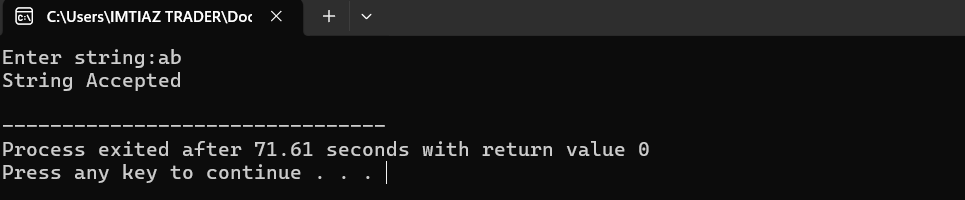 C:\Users\IMTIAZ TRADER\Doc
Enter string:ab
String Accepted
--------------------------------
Process exited after 71.61 seconds with return value 0
Press any key to continue . . .